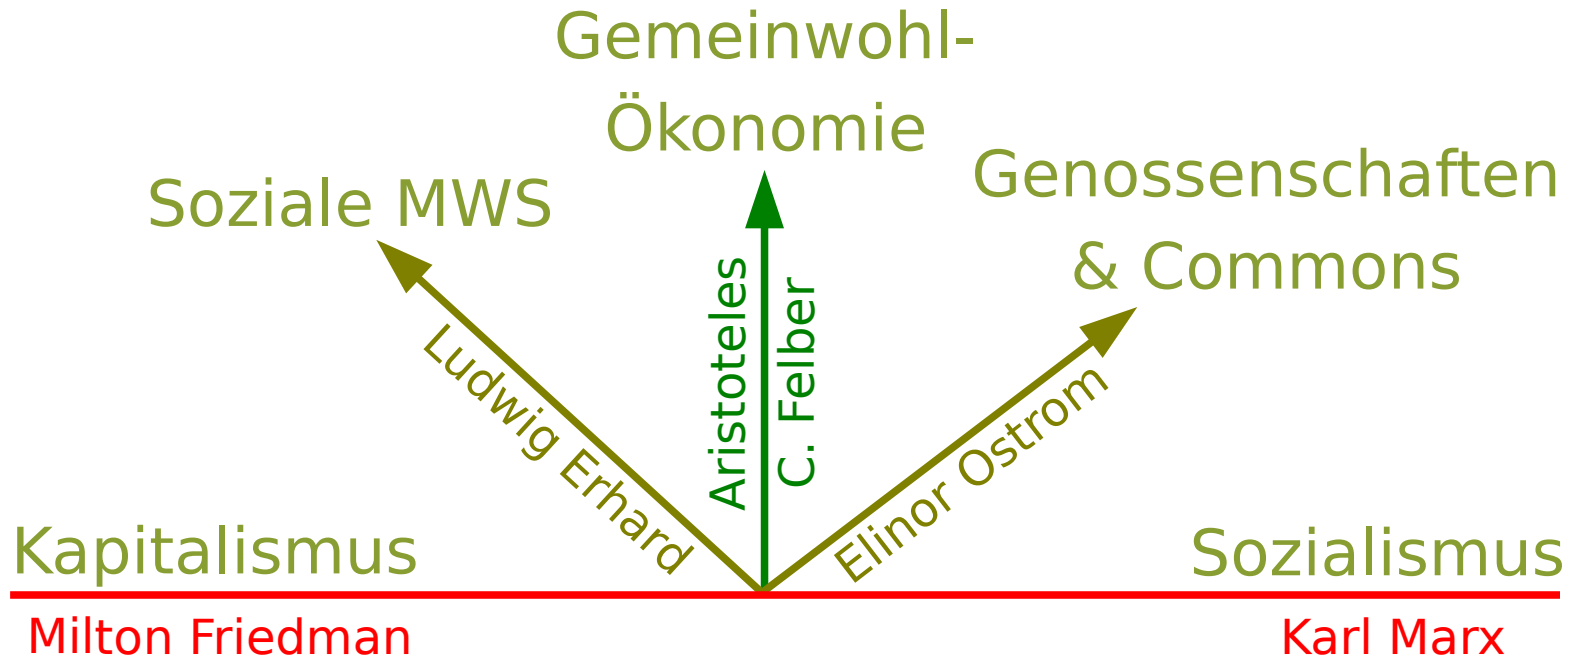 Gemeinwohl-
Ökonomie
Soziale MWS
Genossenschaften
& Commons
Ludwig Erhard
Aristoteles
C. Felber
Elinor Ostrom
Kapitalismus
Sozialismus
Milton Friedman
Karl Marx